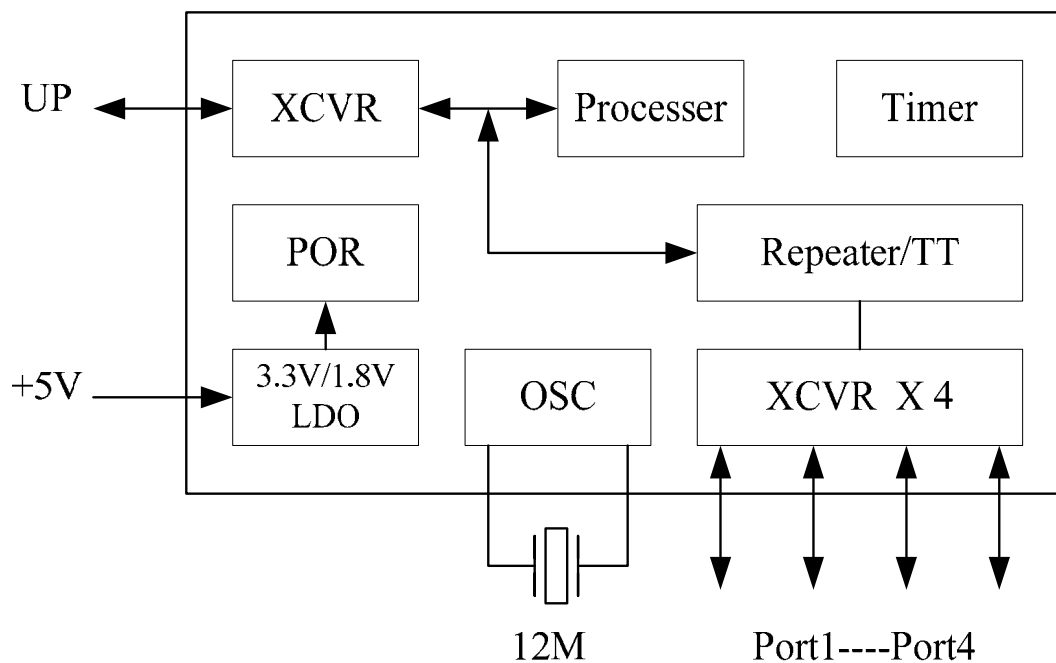 UP
XCVR
Processer
Timer
POR
Repeater/TT
+5V
3.3V/1.8V
LDO
OSC
XCVR X 4
12M
Port1----Port4